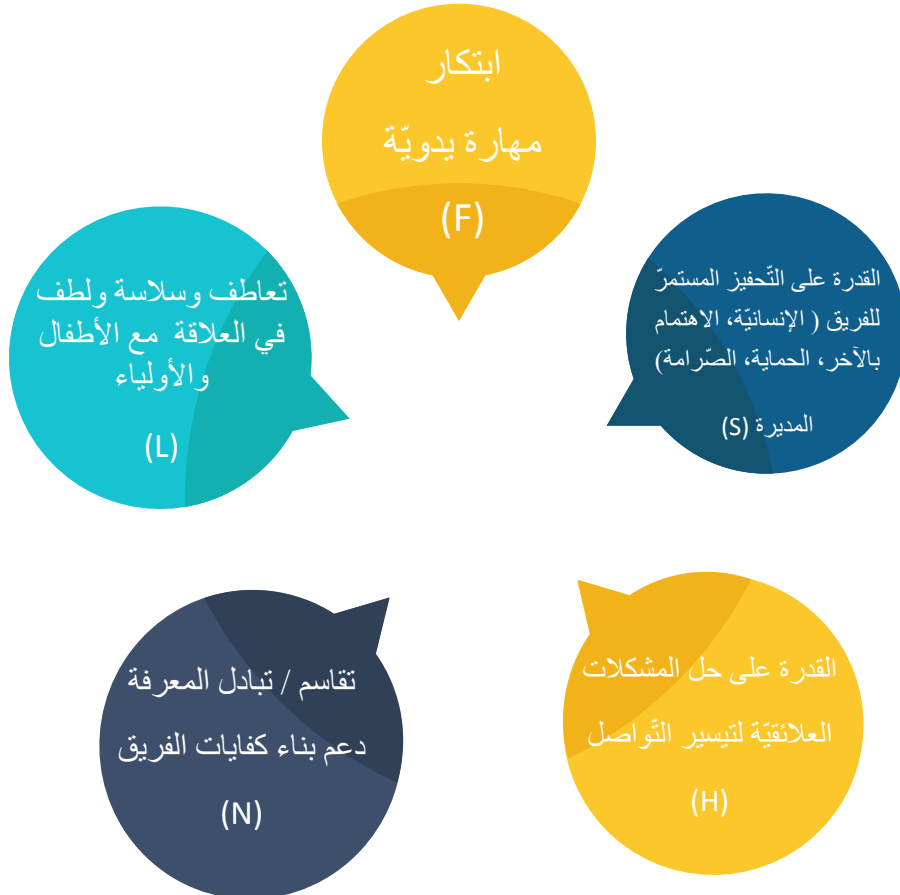 ابتكار
مهارة يدويّة
(F)
القدرة على التّحفيز المستمرّ
للفريق ( الإنسانيّة، الاهتمام
بالآخر، الحماية، الصّرامة)
المديرة (S)
تعاطف وسلاسة ولطف
في العلاقة مع الأطفال
والأولياء
(L)
القدرة على حل المشكلات
العلائقيّة لتيسير التّواصل
(H)
تقاسم / تبادل المعرفة
دعم بناء كفايات الفريق
(N)